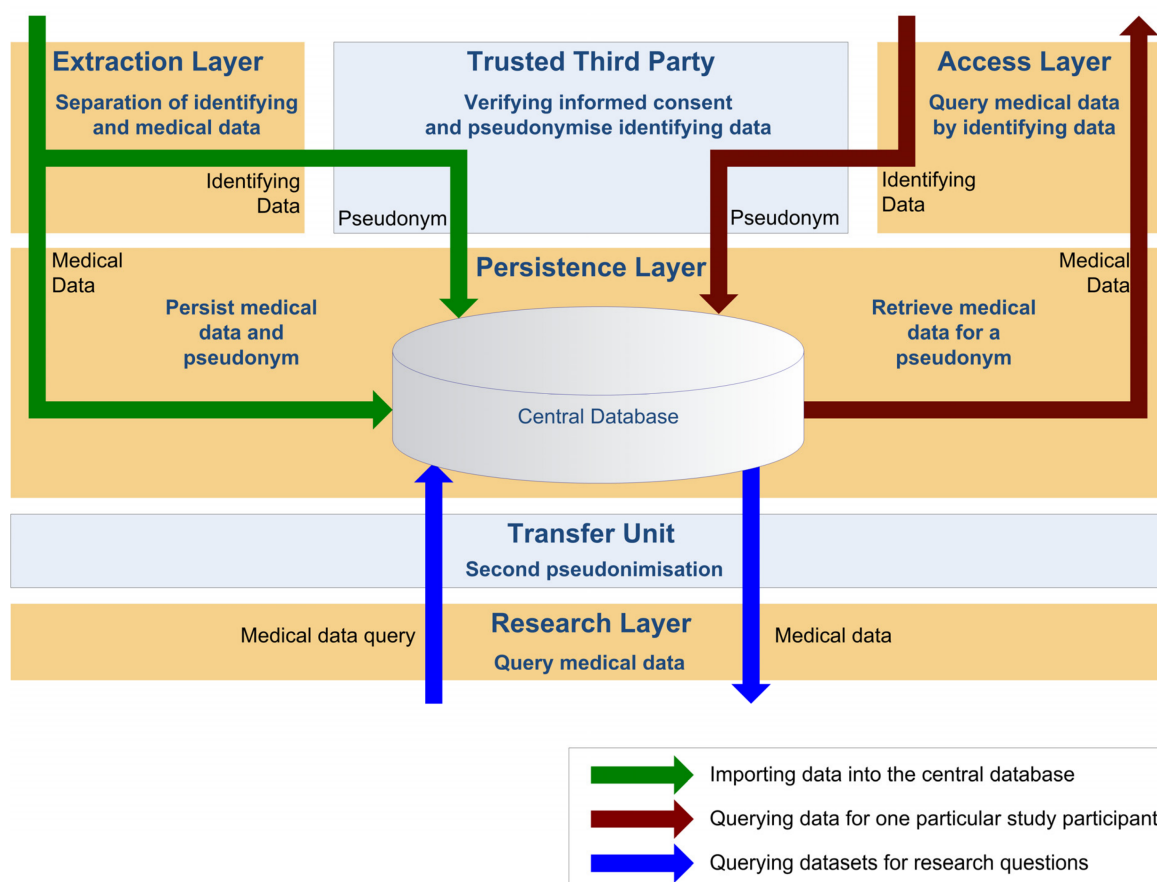 Extraction Layer
Separation of identifying
and medical data
Identifying
Data
Medical
Data
Trusted Third Party
Verifying informed consent
and pseudonymise identifying data
Pseudonym
Pseudonym
Access Layer
Query medical data
by identifying data
Identifying
Data
Medical
Data
Persistence Layer
Persist medical
data and
pseudonym
Retrieve medical
data for a
pseudonym
Central Database
Transfer Unit
Second pseudonimisation
Research Layer
Medical data query
Medical data
Query medical data
Importing data into the central database
Querying data for one particular study participant
Querying datasets for research questions